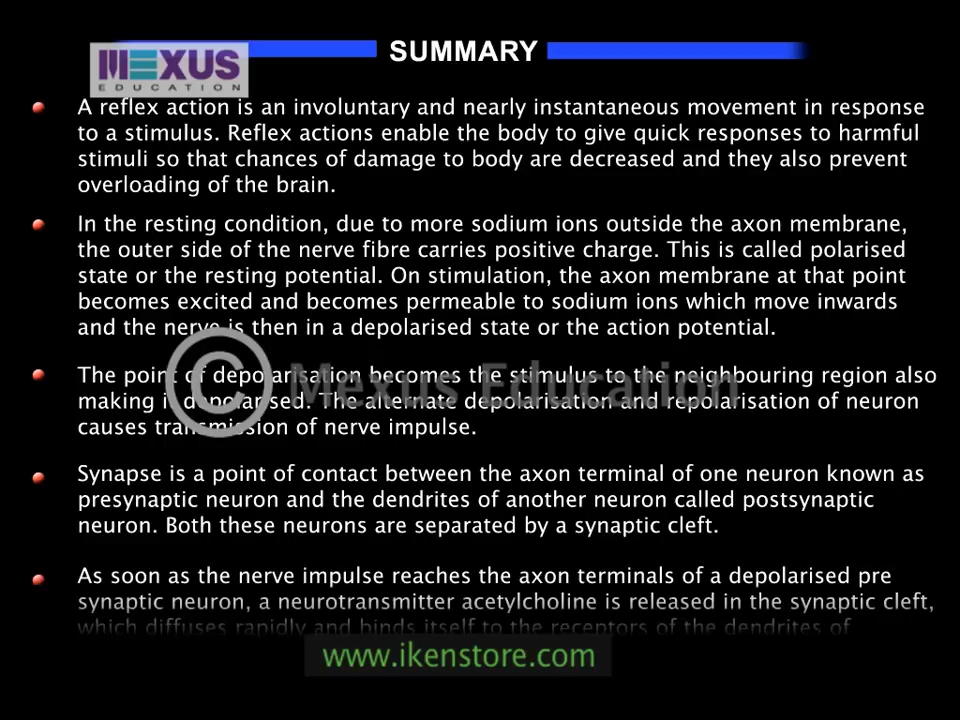 SUMMARY
MEXUS
EDUCATION
A reflex action is an involuntary and nearly instantaneous movement in response
to a stimulus. Reflex actions enable the body to give quick responses to harmful
stimuli so that chances of damage to body are decreased and they also prevent
overloading of the brain.
In the resting condition, due to more sodium ions outside the axon membrane,
the outer side of the nerve fibre carries positive charge. This is called polarised
state or the resting potential. On stimulation, the axon membrane at that point
becomes excited and becomes permeable to sodium ions which move inwards
and the nerve is then in a depolarised state or the action potential.
© Mexus Education
The point of depolarisation becomes the stimulus to the neighbouring region also
making it depolarised. The alternate depolarisation and repolarisation of neuron
causes transmission of nerve impulse.
Synapse is a point of contact between the axon terminal of one neuron known as
presynaptic neuron and the dendrites of another neuron called postsynaptic
neuron. Both these neurons are separated by a synaptic cleft.
As soon as the nerve impulse reaches the axon terminals of a depolarised pre
synaptic neuron, a neurotransmitter acetylcholine is released in the synaptic cleft,
which diffuses rapidly and binds itself to the receptors of the dendrites of
www.ikenstore.com